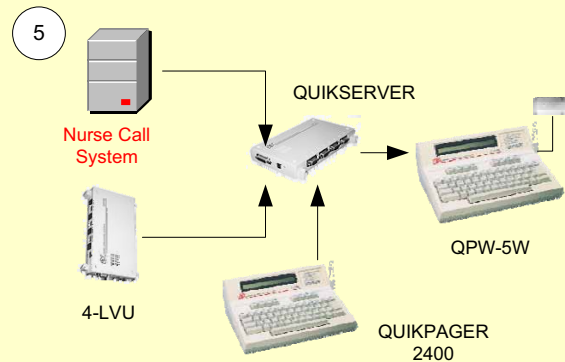 5
QUIKSERVER
Nurse Call
System
QPW-5W
4-LVU
QUIKPAGER
2400